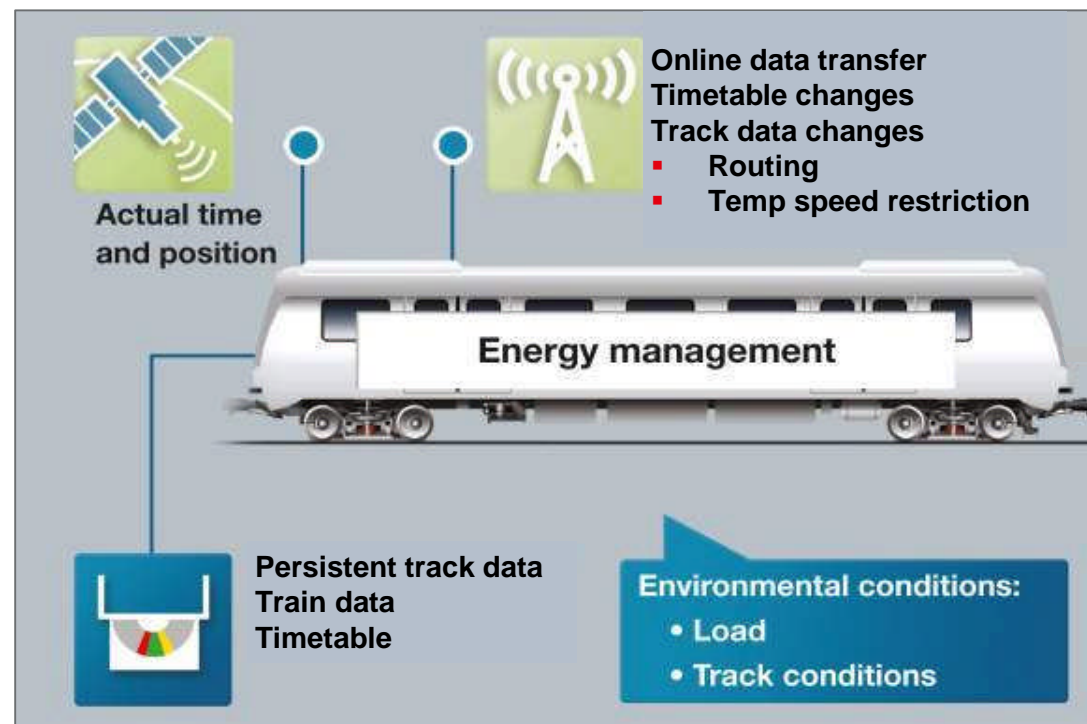 Actual time
and position
Online data transfer
Timetable changes
Track data changes
▪ Routing
▪ Temp speed restriction
Energy management
Persistent track data
Train data
Timetable
Environmental conditions:
• Load
• Track conditions